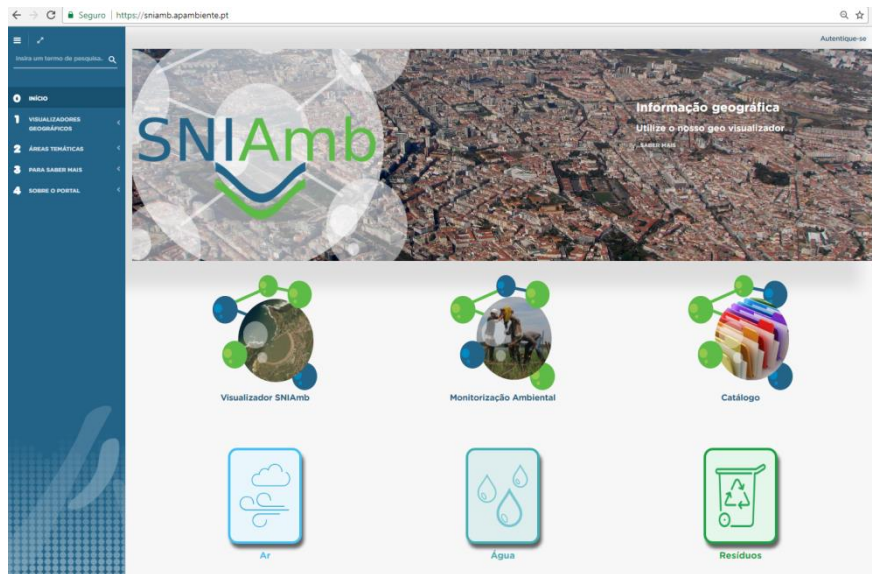 Seguro | https://sniamb.apambiente.pt
Autentique-se
Insira um termo de pesquisa.
0 INÍCIO
1 VISUALIZADORES
GEOGRÁFICOS
2 ÁREAS TEMÁTICAS
3 PARA SABER MAIS
4 SOBRE O PORTAL
SNIAmb
Informação geográfica
Utilize o nosso geo visualizador
...SABER MAIS
Visualizador SNIAmb
Monitorização Ambiental
Catálogo
Ar
Água
Resíduos